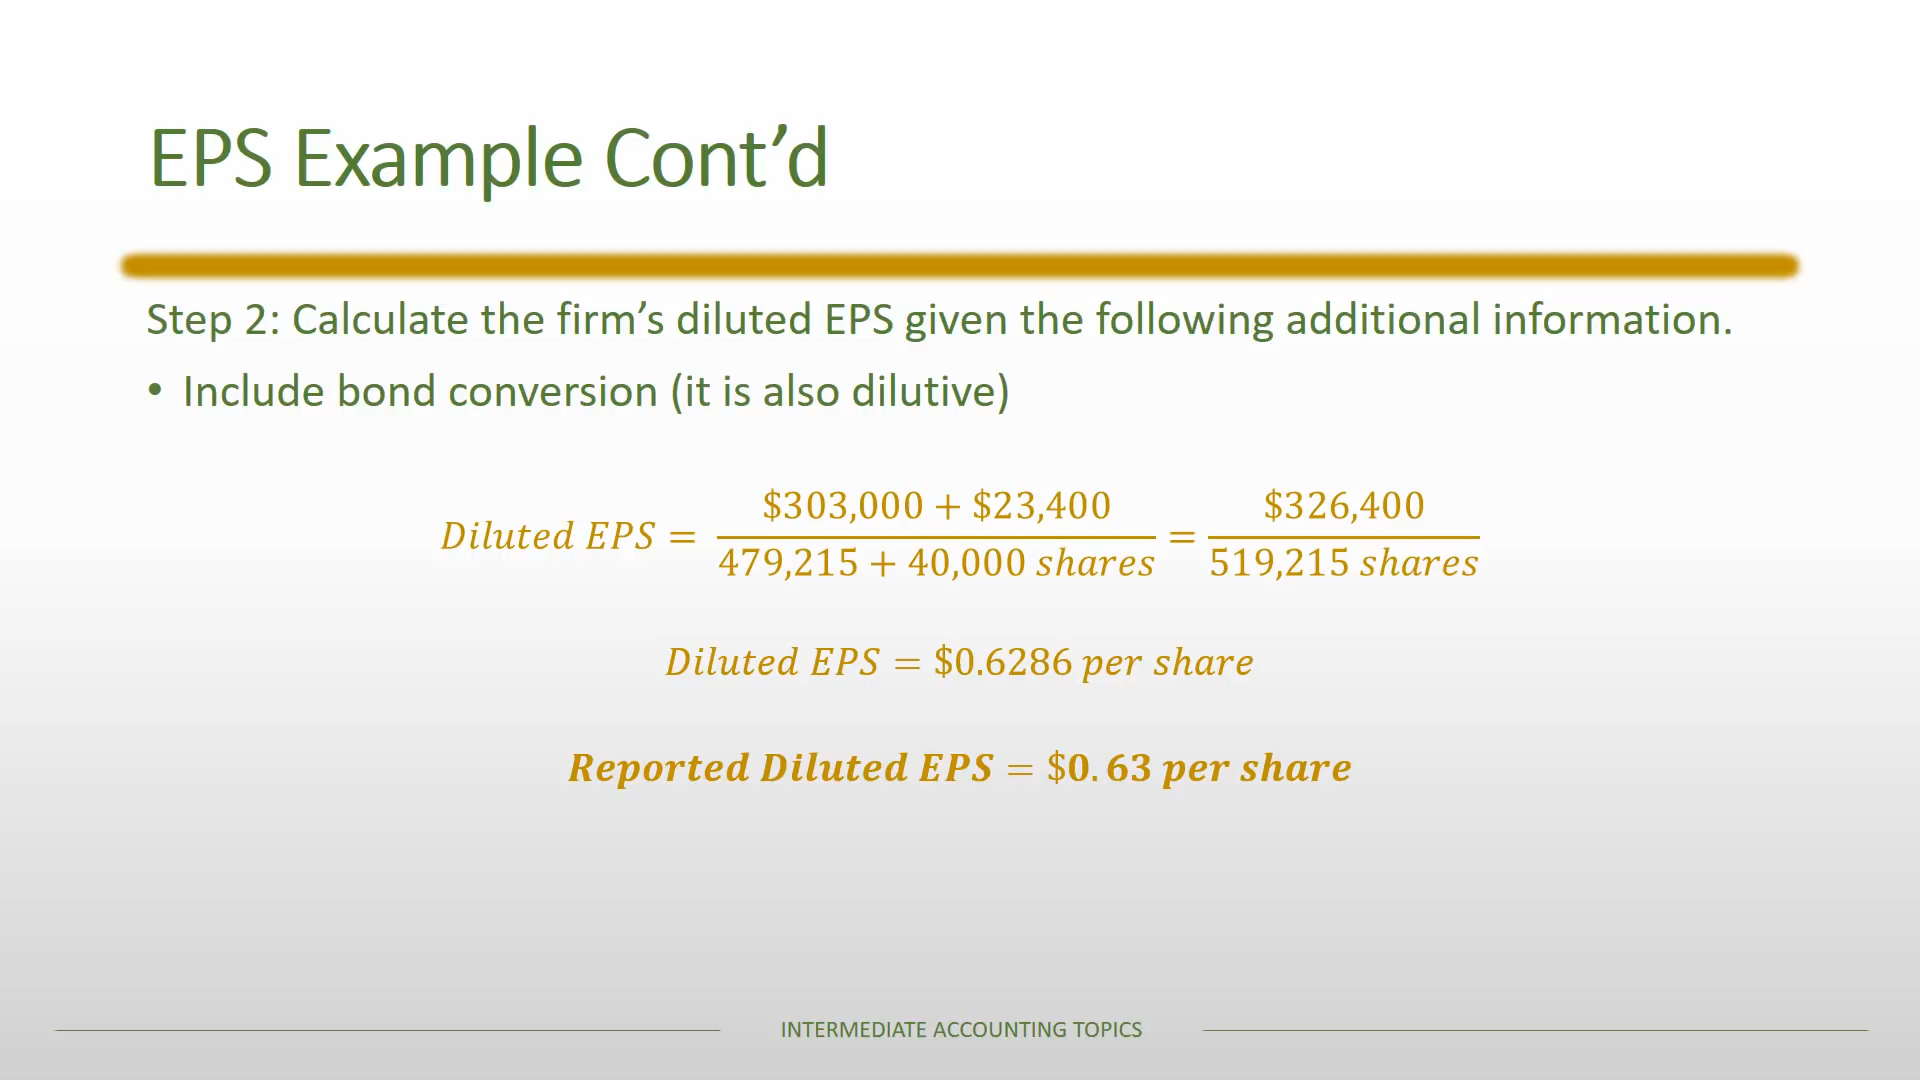 EPS Example Cont’d
Step 2: Calculate the firm’s diluted EPS given the following additional information.
• Include bond conversion (it is also dilutive)
Diluted EPS = $303,000 + $23,400 / 479,215 + 40,000 shares = $326,400 / 519,215 shares
Diluted EPS = $0.6286 per share
Reported Diluted EPS = $0.63 per share
INTERMEDIATE ACCOUNTING TOPICS